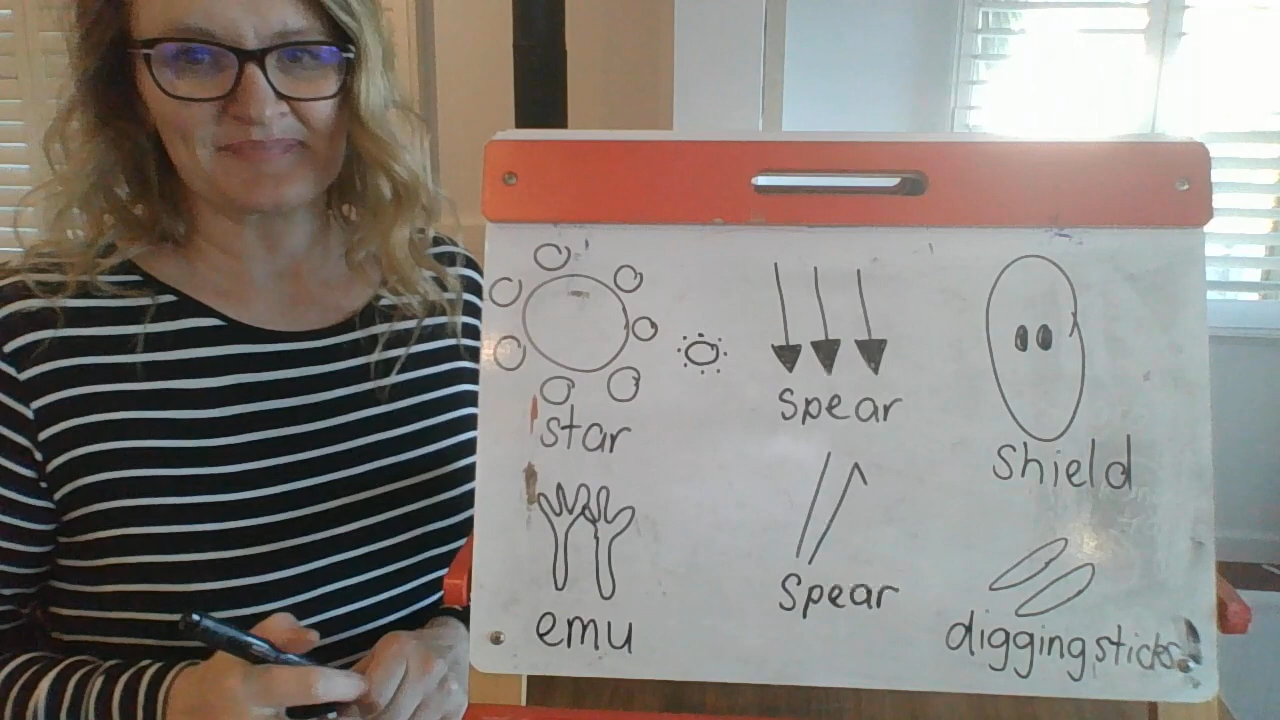 star
spear
shield
emu
spear
digging sticks